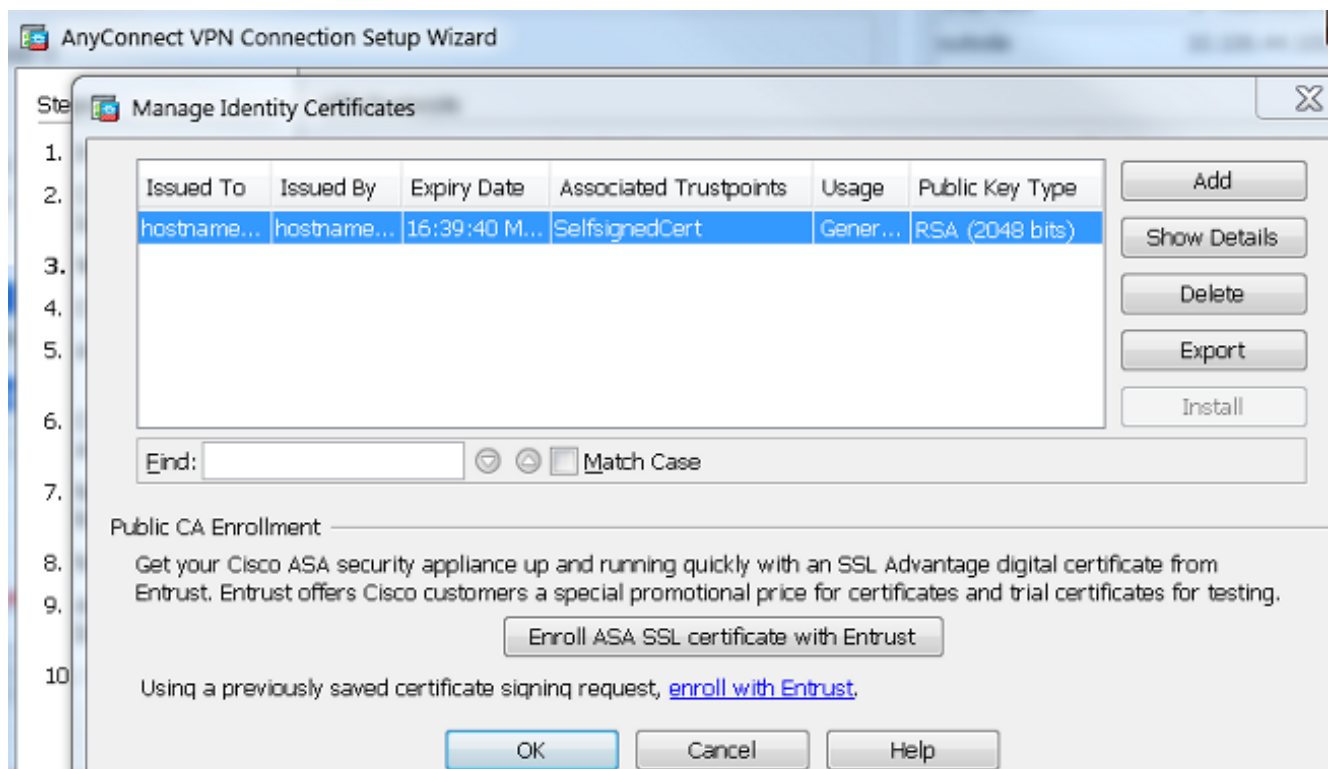 AnyConnect VPN Connection Setup Wizard
Ste
Manage Identity Certificates
1.
2.
3.
4.
5.
6.
7.
8.
9.
10
Issued To Issued By Expiry Date Associated Trustpoints Usage Public Key Type
hostname... hostname... 16:39:40 M... SelfsignedCert Gener... RSA (2048 bits)
Add
Show Details
Delete
Export
Install
Find: Match Case
Public CA Enrollment
Get your Cisco ASA security appliance up and running quickly with an SSL Advantage digital certificate from
Entrust. Entrust offers Cisco customers a special promotional price for certificates and trial certificates for testing.
Enroll ASA SSL certificate with Entrust
Using a previously saved certificate signing request, enroll with Entrust.
OK Cancel Help